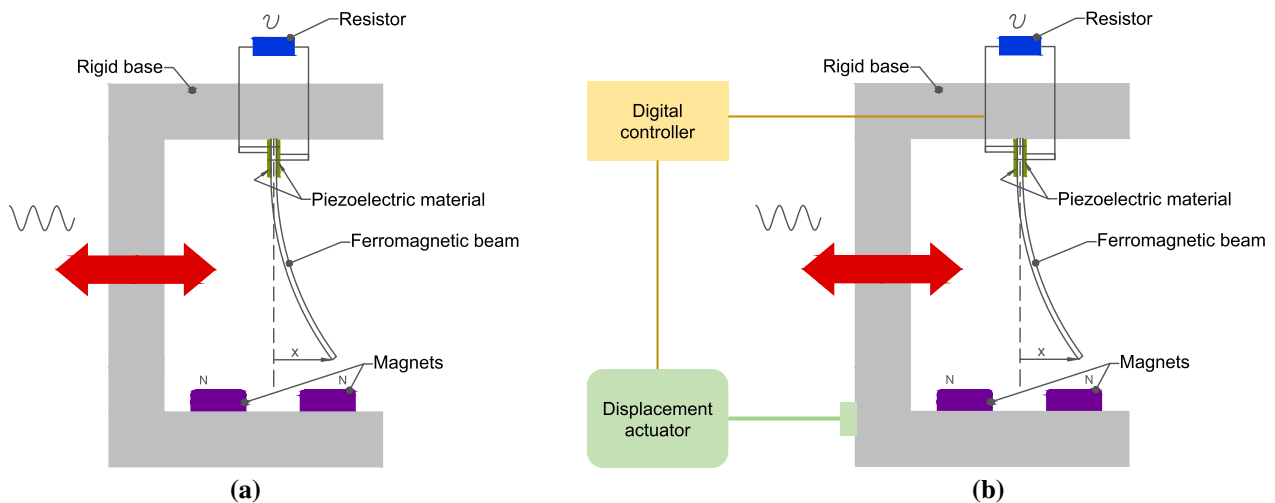 υ
Resistor
Rigid base
Piezoelectric material
Ferromagnetic beam
x
Magnets
N
N
(a)
υ
Resistor
Rigid base
Digital
controller
Piezoelectric material
Ferromagnetic beam
x
Magnets
N
N
Displacement
actuator
(b)